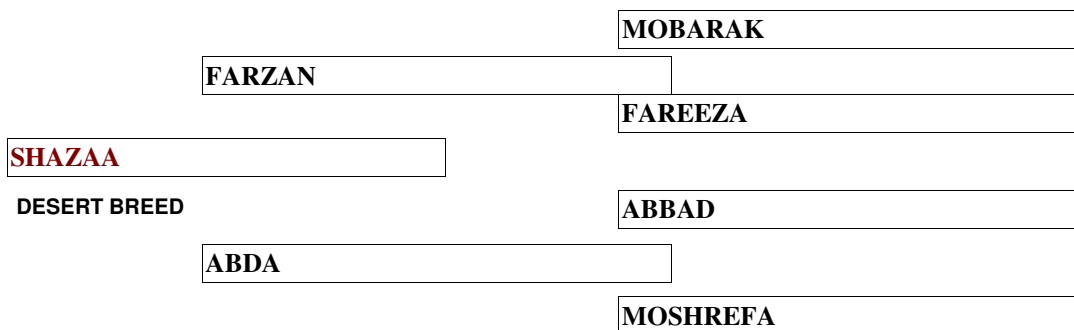 MOBARAK
FARZAN
FAREEZA
SHAZAA
DESERT BREED
ABBAD
ABDA
MOSHREFA